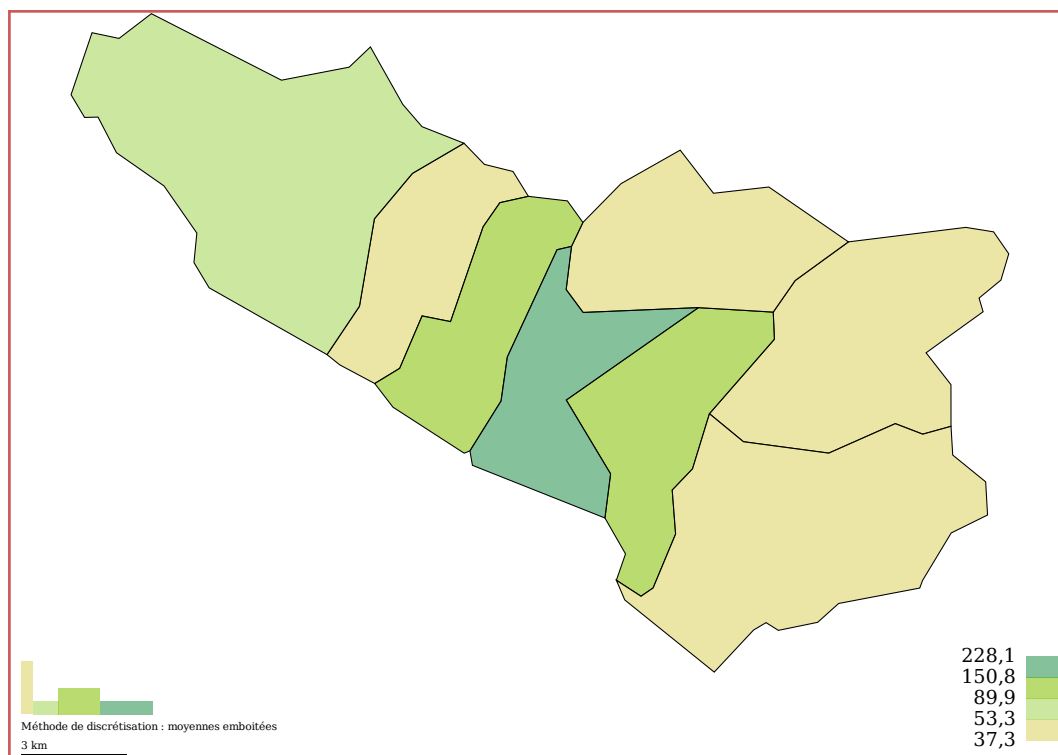 228,1
150,8
89,9
53,3
37,3
Méthode de discrétisation : moyennes emboitées
3 km